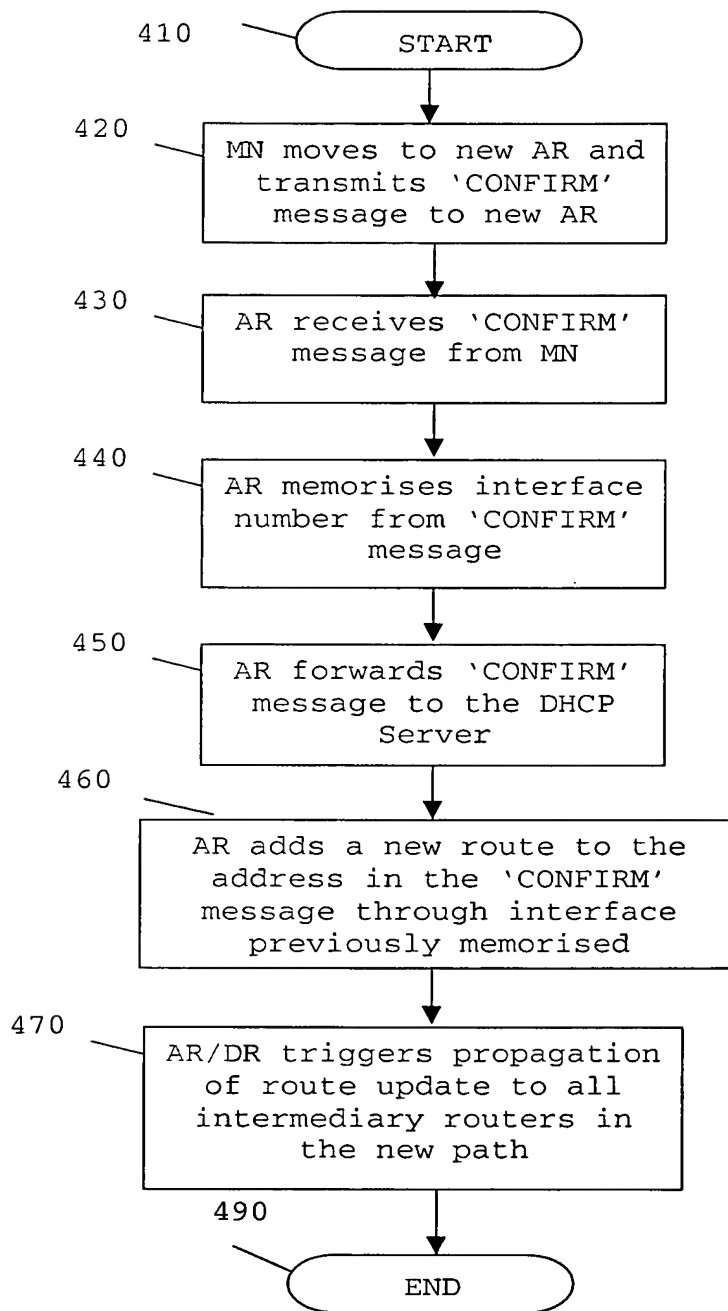 410
START
420
MN moves to new AR and
transmits ‘CONFIRM’
message to new AR
430
AR receives ‘CONFIRM’
message from MN
440
AR memorises interface
number from ‘CONFIRM’
message
450
AR forwards ‘CONFIRM’
message to the DHCP
Server
460
AR adds a new route to the
address in the ‘CONFIRM’
message through interface
previously memorised
470
AR/DR triggers propagation
of route update to all
intermediary routers in
the new path
490
END